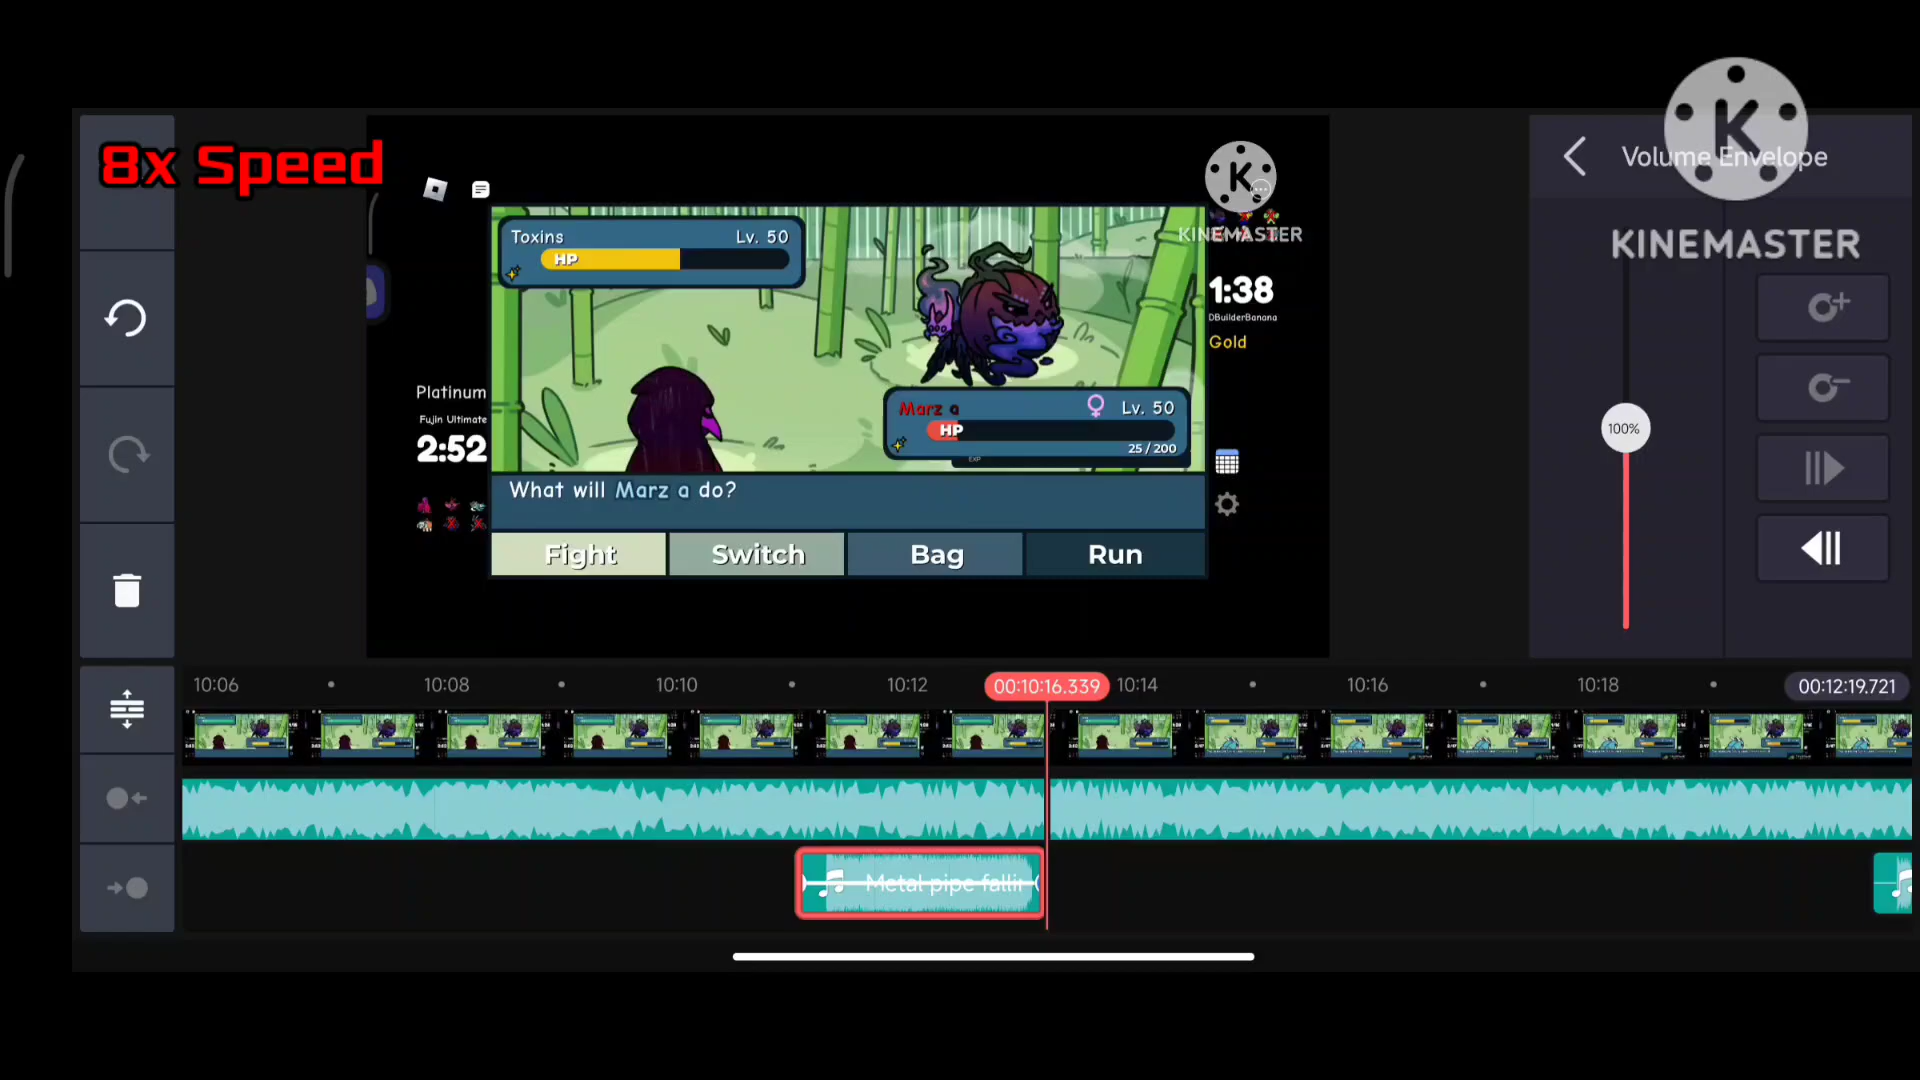 8x Speed
Volume Envelope
KINEMASTER
KINEMASTER
Toxins Lv. 50
HP
1:38
DBuilderBanana
Gold
Platinum
Fujin Ultimate
2:52
Marz a ♀ Lv. 50
HP
25 / 200
EXP
What will Marz a do?
Fight Switch Bag Run
100%
10:06 10:08 10:10 10:12 00:10:16.339 10:14 10:16 10:18 00:12:19.721
Metal pipe falli